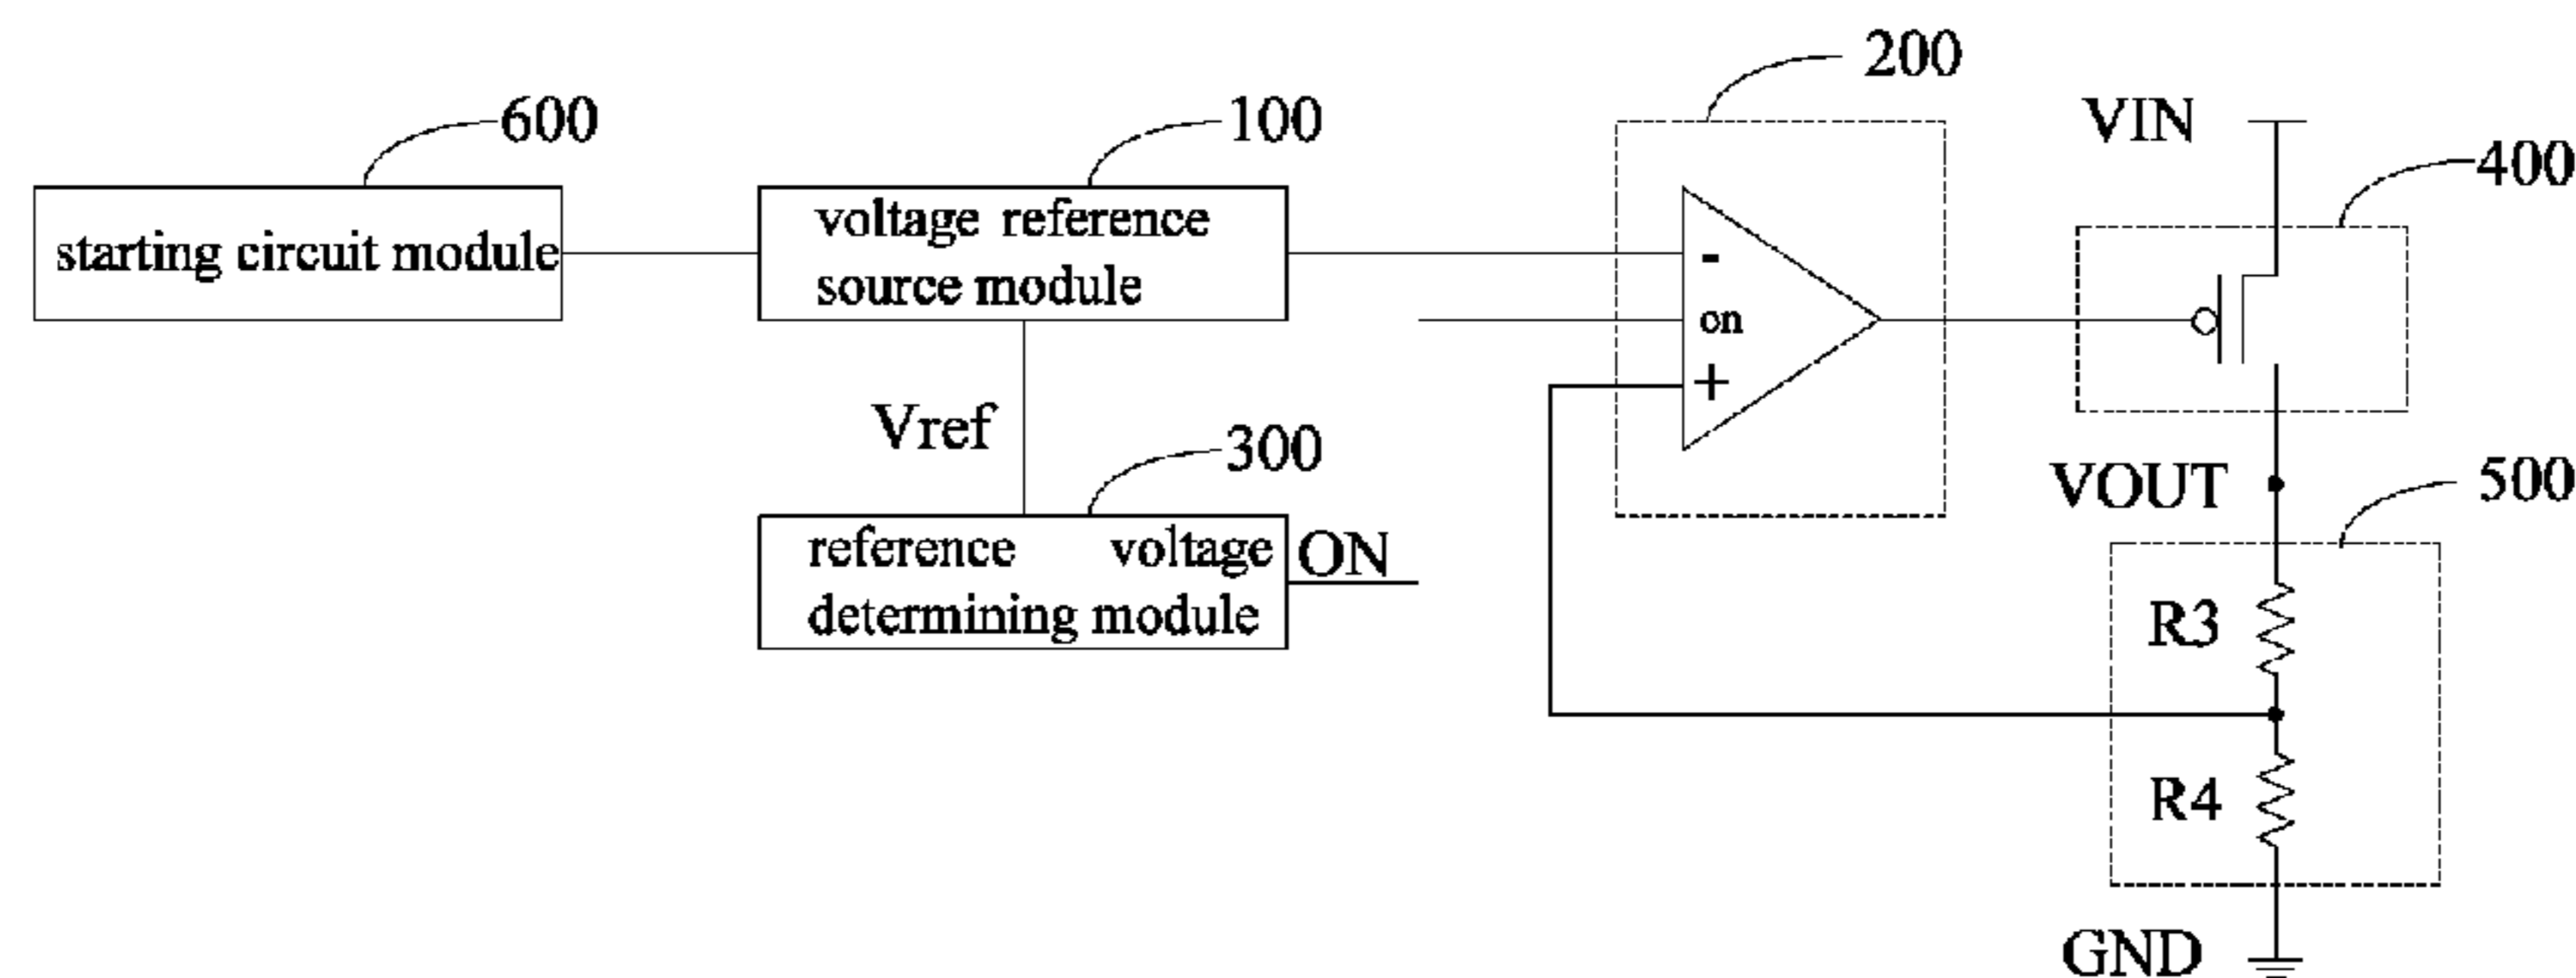 200
600
100
VIN
400
starting circuit module
voltage reference
source module
-
on
+
Vref
300
VOUT
500
reference voltage
determining module
ON
R3
R4
GND